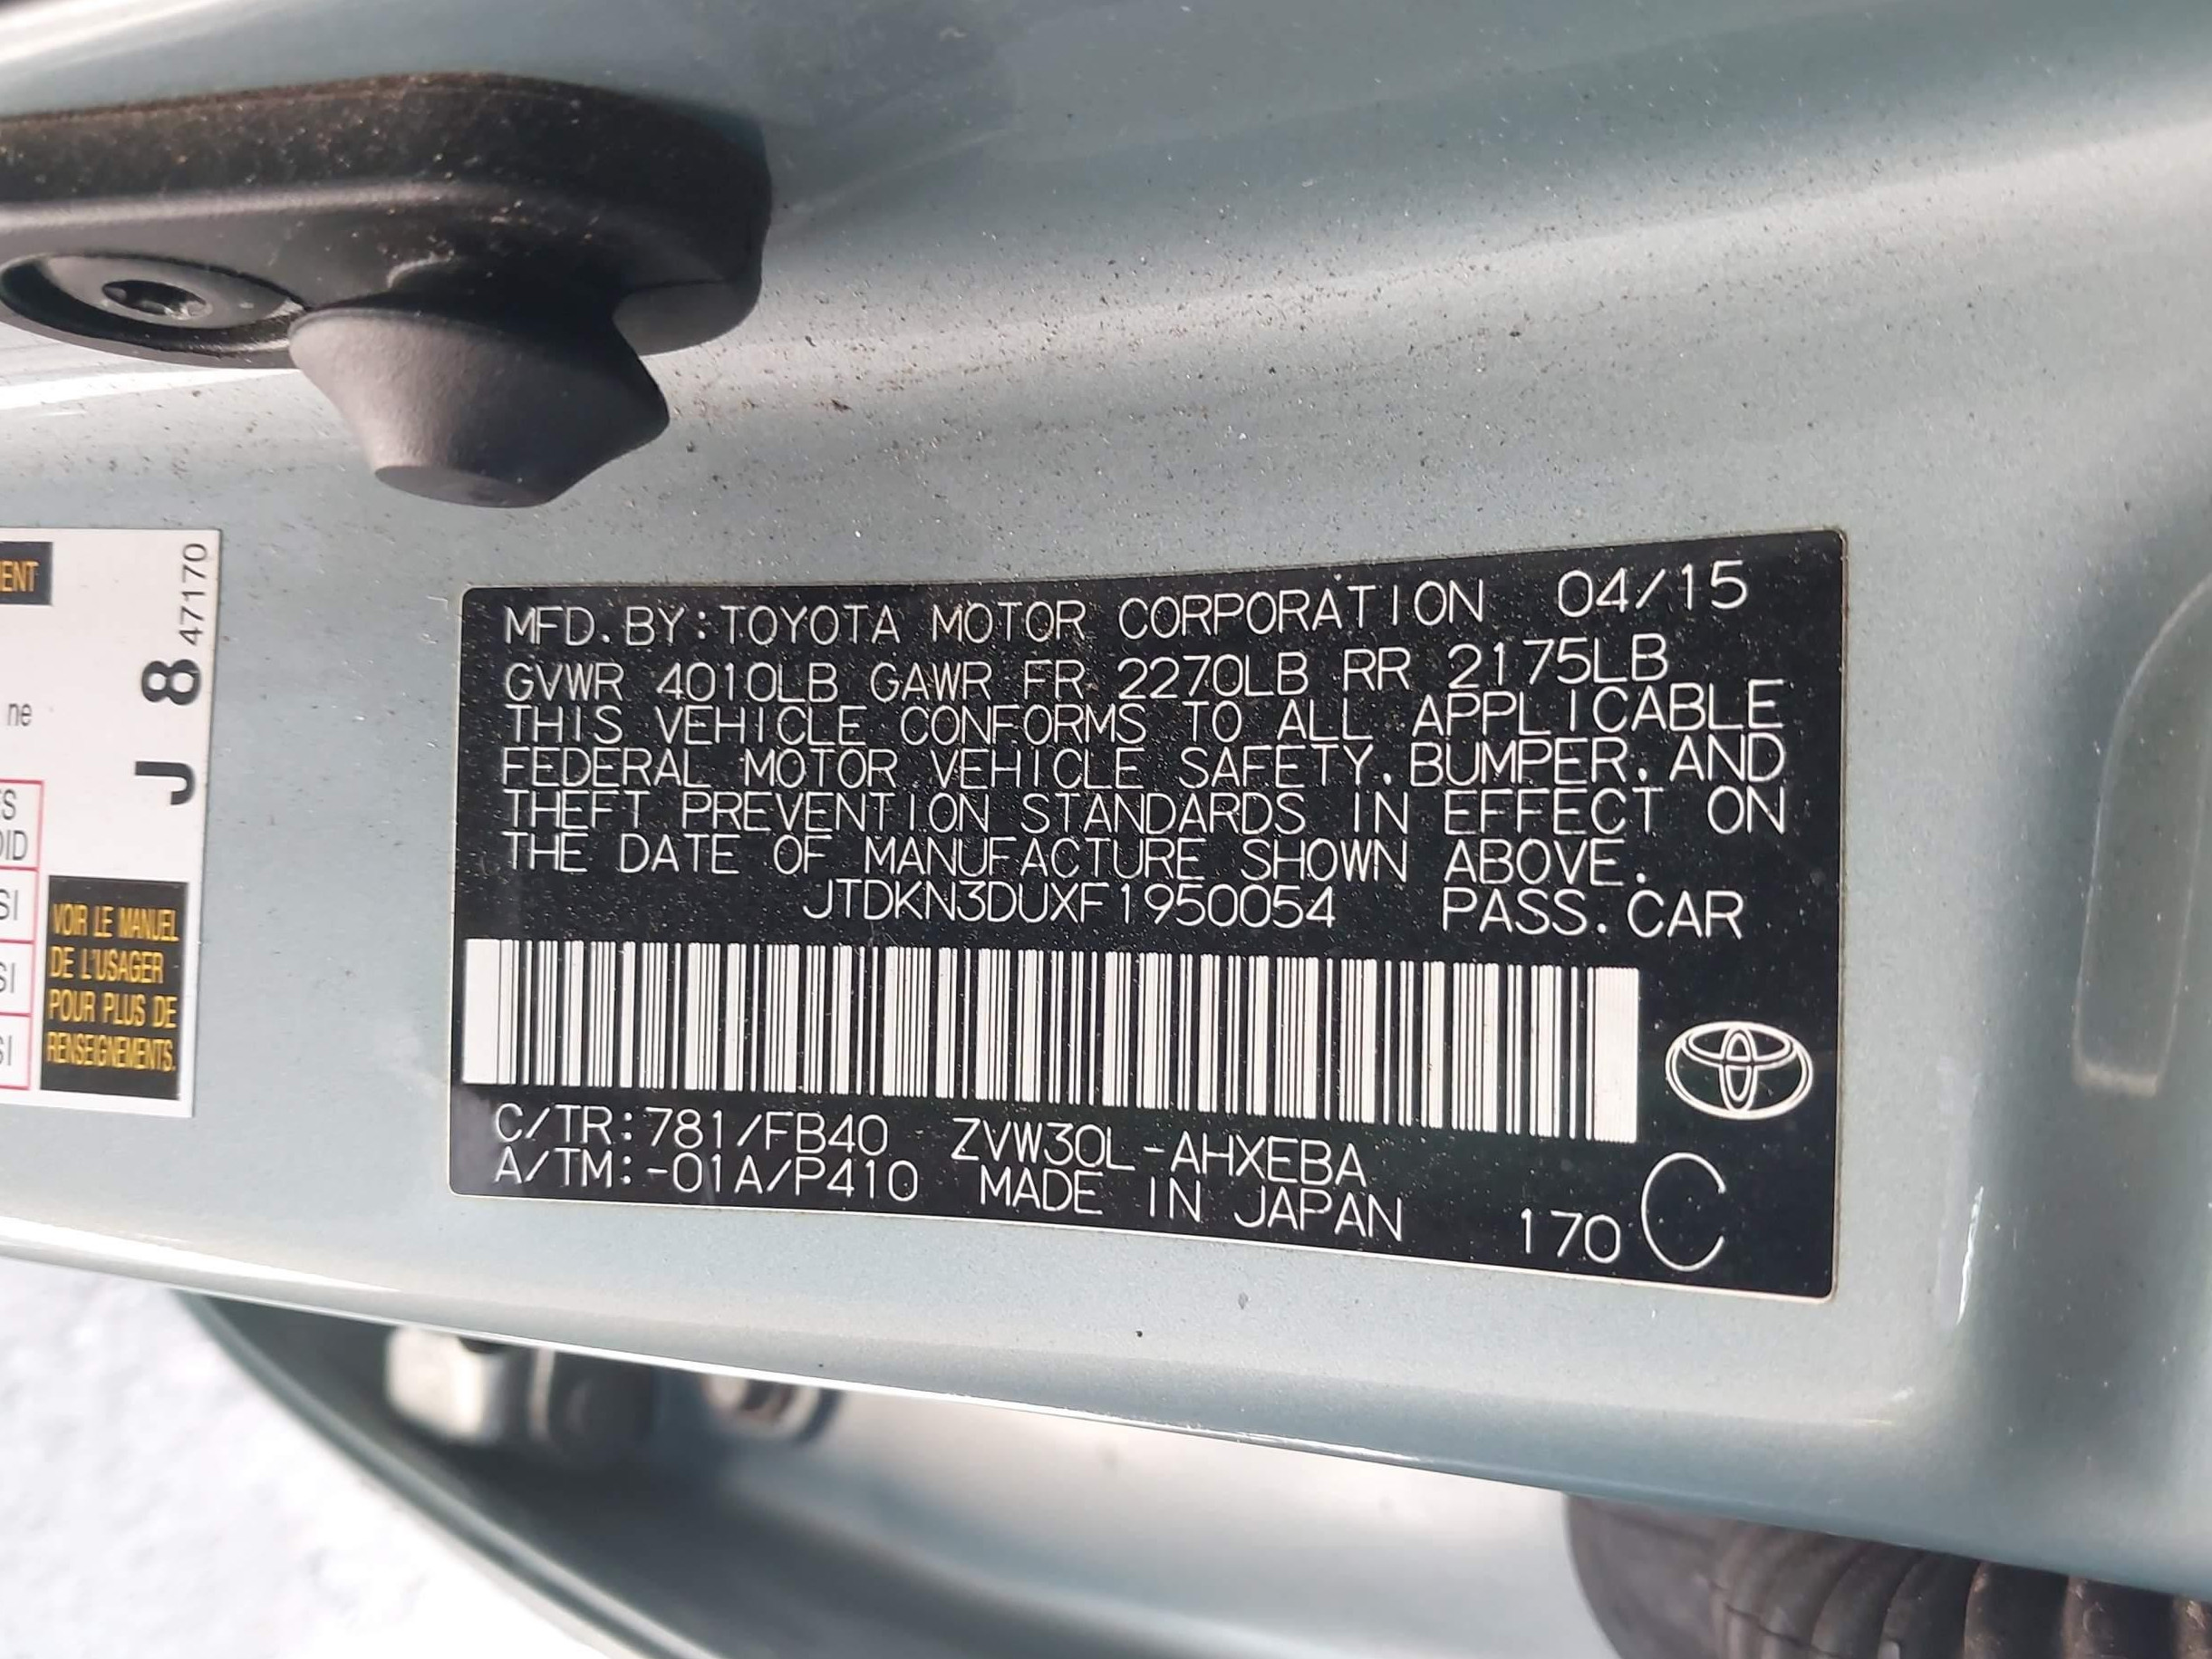 MFD. BY: TOYOTA MOTOR CORPORATION 04/15
GVWR 4010LB GAWR FR 2270LB RR 2175LB
THIS VEHICLE CONFORMS TO ALL APPLICABLE
FEDERAL MOTOR VEHICLE SAFETY, BUMPER, AND
THEFT PREVENTION STANDARDS IN EFFECT ON
THE DATE OF MANUFACTURE SHOWN ABOVE.
JTDKN3DUXF1950054 PASS. CAR
C/TR: 781/FB40 ZVW30L-AHXEBA
A/TM: -01A/P410 MADE IN JAPAN 170 C
J 8 47170
ne
VOIR LE MANUEL
DE L'USAGER
POUR PLUS DE
RENSEIGNEMENTS.